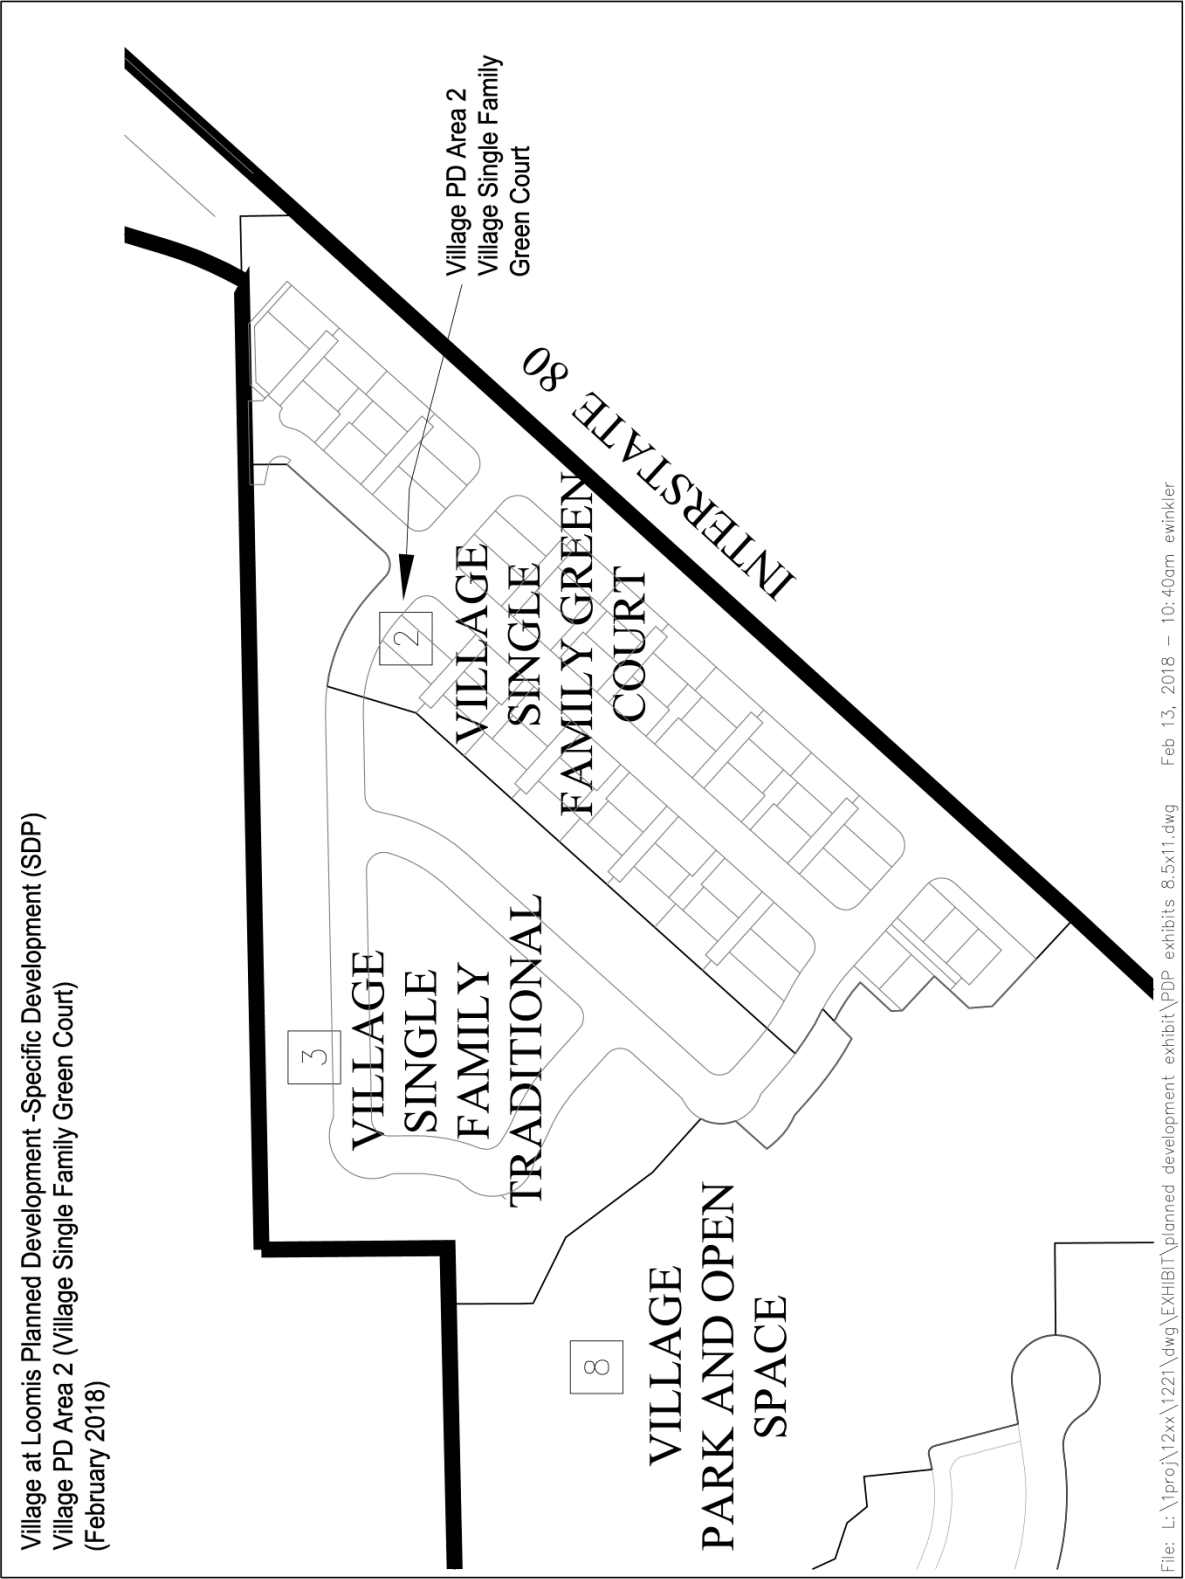 Village at Loomis Planned Development -Specific Development (SDP)
Village PD Area 2 (Village Single Family Green Court)
(February 2018)
Village PD Area 2
Village Single Family
Green Court
INTERSTATE 80
2
VILLAGE
SINGLE
FAMILY GREEN
COURT
3
VILLAGE
SINGLE
FAMILY
TRADITIONAL
8
VILLAGE
PARK AND OPEN
SPACE
File: L:\1proj\12xx\1221\dwg\EXHIBIT\planned development exhibit\PDP exhibits 8.5x11.dwg Feb 13, 2018 - 10:40am ewinkler